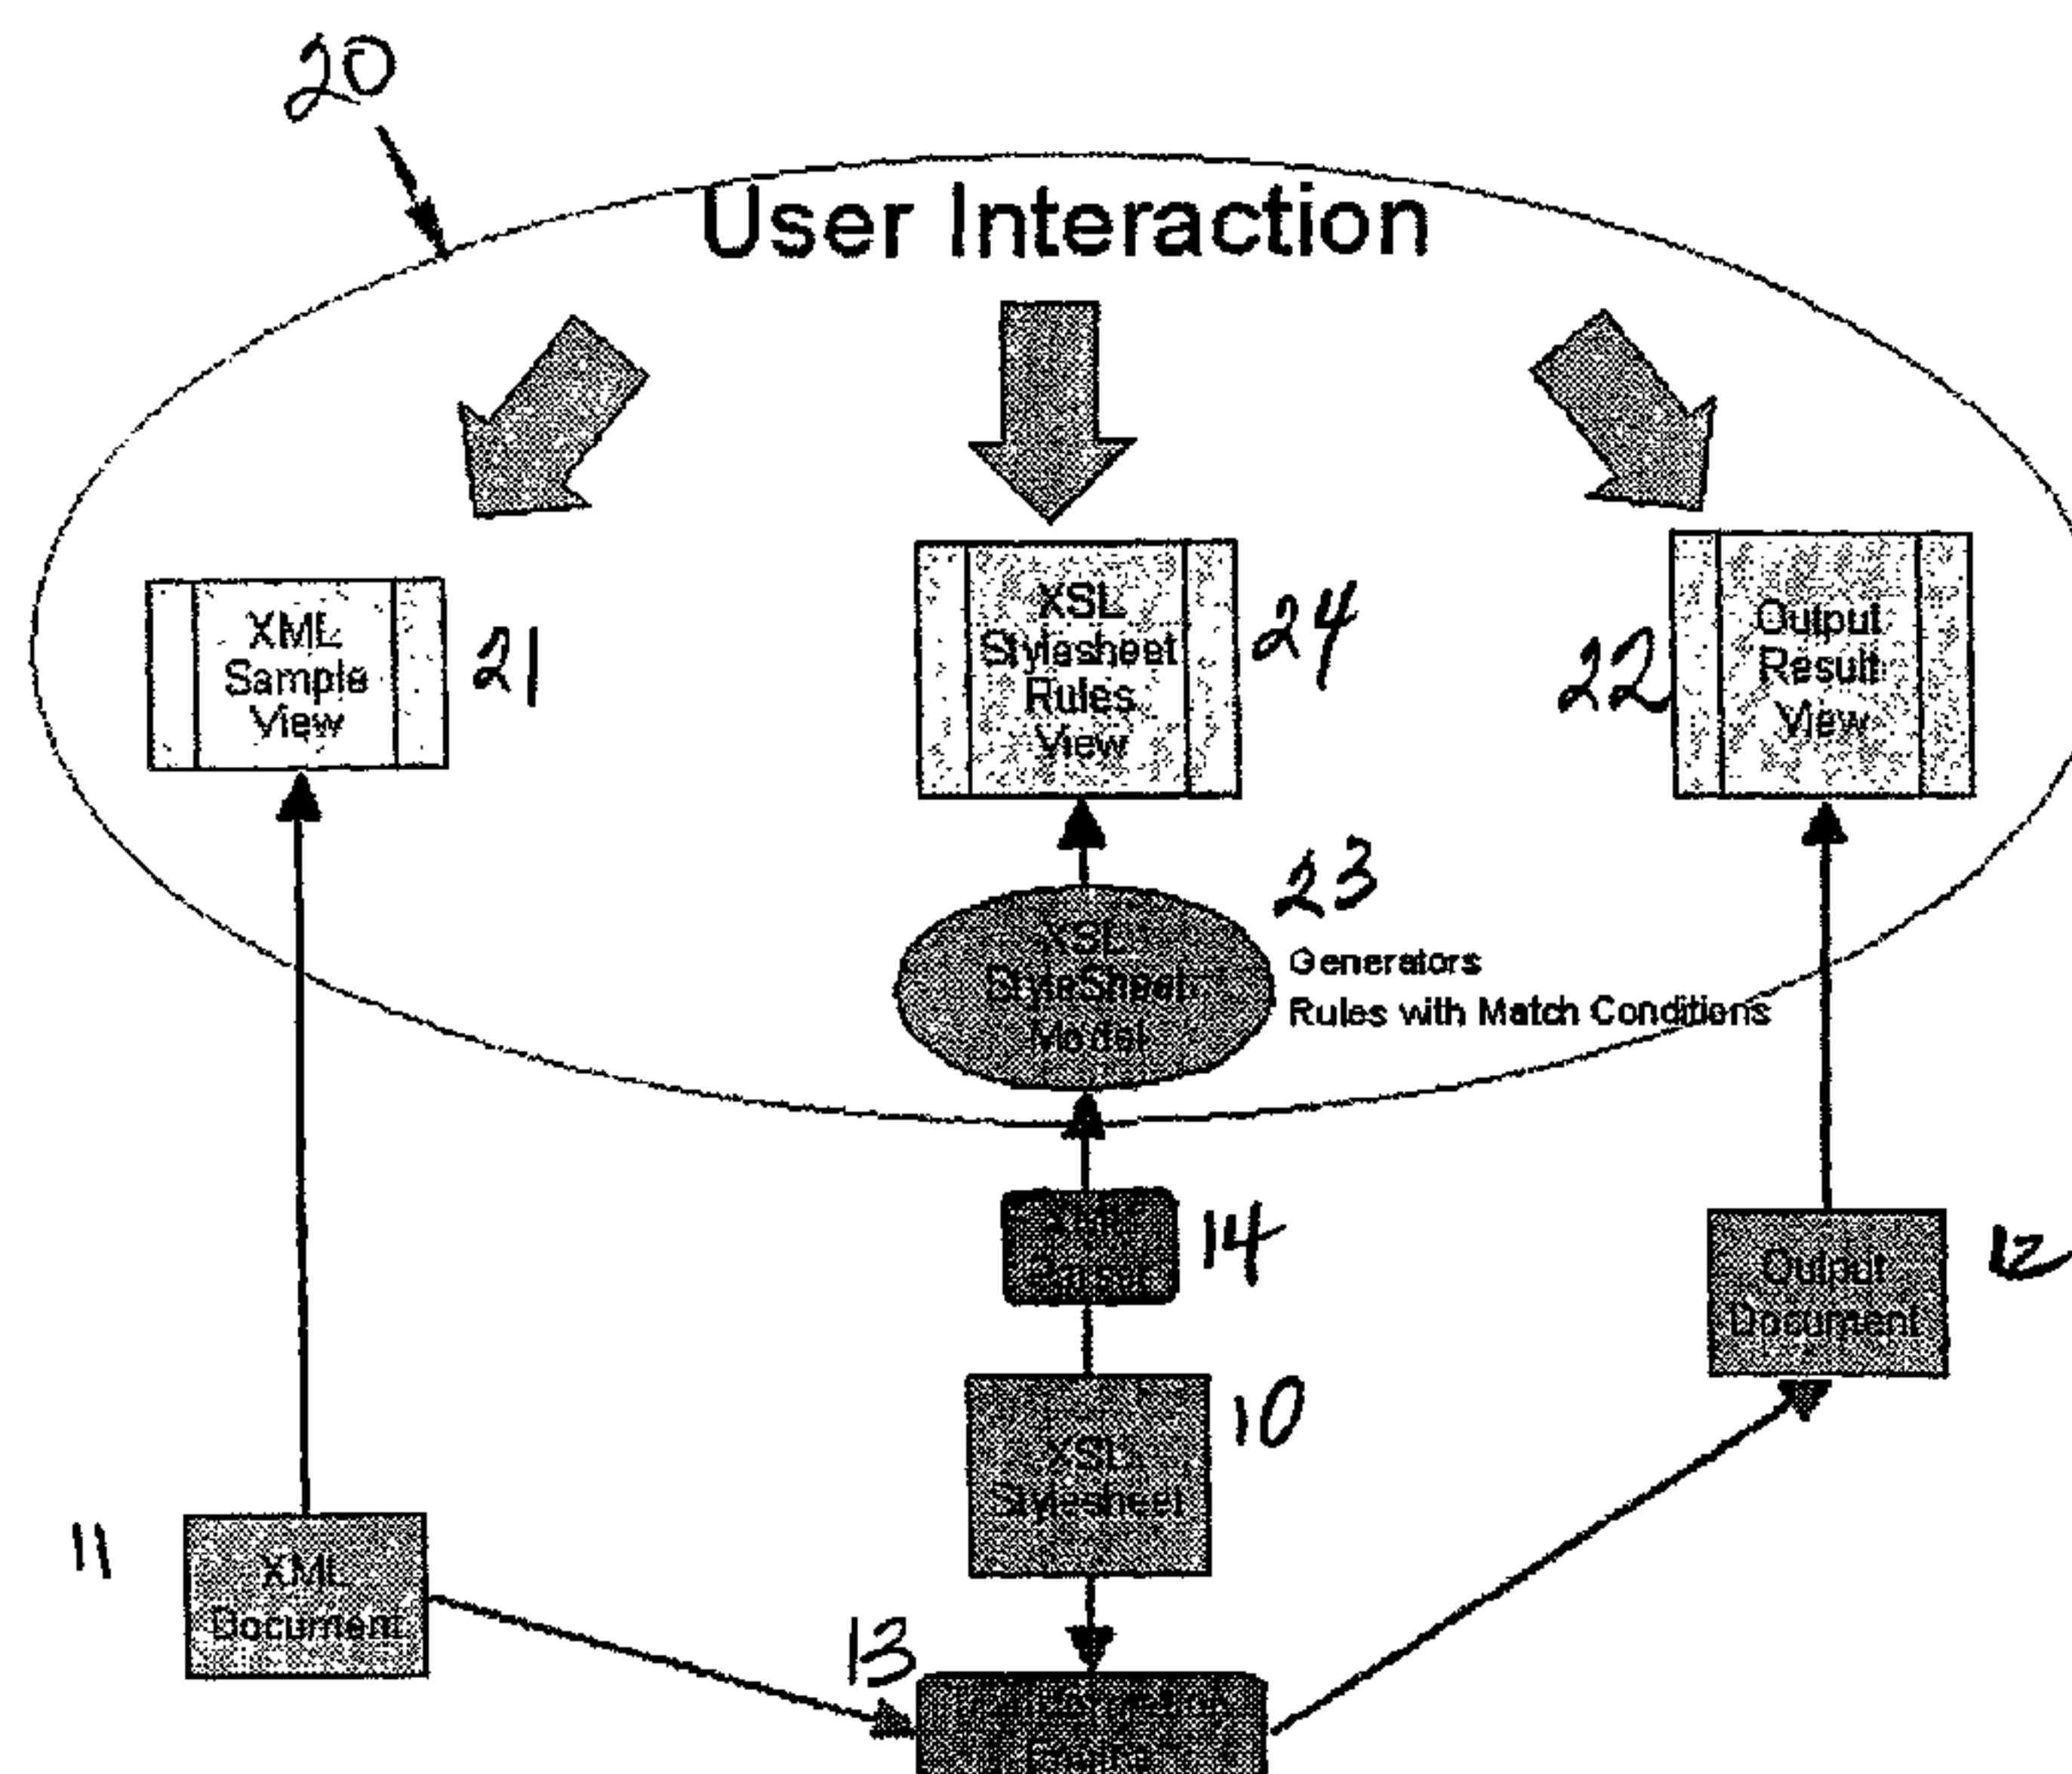 20
User Interaction
XML
Sample
View
21
XSL
Stylesheet
Rules
View
24
22
Output
Result
View
23
XSL
StyleSheet
Model
Generators
Rules with Match Conditions
XML
Parser
14
Output
Document
12
XSL
Stylesheet
10
11
XML
Document
13
Engine